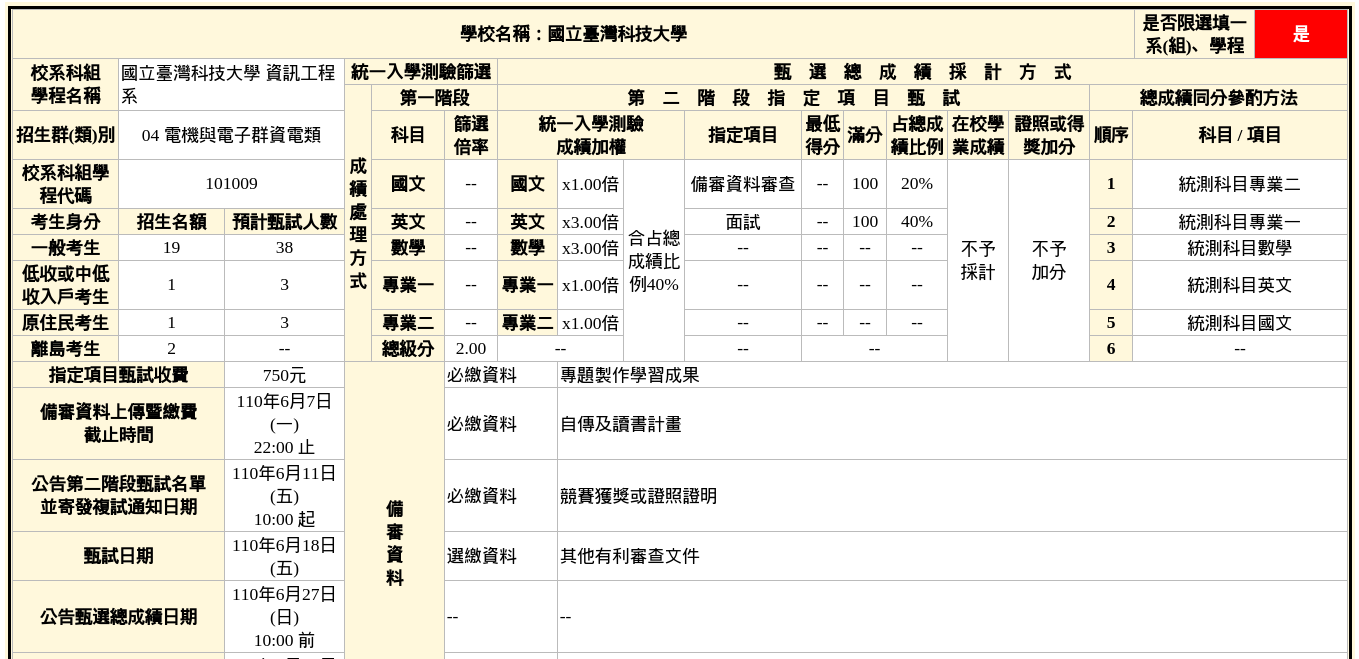 學校名稱：國立臺灣科技大學
是否限選填一
系(組)、學程
是
校系科組
學程名稱
國立臺灣科技大學 資訊工程
系
統一入學測驗篩選
甄 選 總 成 績 採 計 方 式
成
績
處
理
方
式
第一階段
第 二 階 段 指 定 項 目 甄 試
總成績同分參酌方法
招生群(類)別
04 電機與電子群資電類
科目
篩選
倍率
統一入學測驗
成績加權
指定項目
最低
得分
滿分
占總成
績比例
在校學
業成績
證照或得
獎加分
順序
科目 / 項目
校系科組學
程代碼
101009
國文
--
國文
x1.00倍
合占總
成績比
例40%
備審資料審查
--
100
20%
不予
採計
不予
加分
1
統測科目專業二
考生身分
招生名額
預計甄試人數
英文
--
英文
x3.00倍
面試
--
100
40%
2
統測科目專業一
一般考生
19
38
數學
--
數學
x3.00倍
--
--
--
--
3
統測科目數學
低收或中低
收入戶考生
1
3
專業一
--
專業一
x1.00倍
--
--
--
--
4
統測科目英文
原住民考生
1
3
專業二
--
專業二
x1.00倍
--
--
--
--
5
統測科目國文
離島考生
2
--
總級分
2.00
--
--
--
6
--
指定項目甄試收費
750元
備
審
資
料
必繳資料
專題製作學習成果
備審資料上傳暨繳費
截止時間
110年6月7日
(一)
22:00 止
必繳資料
自傳及讀書計畫
公告第二階段甄試名單
並寄發複試通知日期
110年6月11日
(五)
10:00 起
必繳資料
競賽獲獎或證照證明
甄試日期
110年6月18日
(五)
選繳資料
其他有利審查文件
公告甄選總成績日期
110年6月27日
(日)
10:00 前
--
--